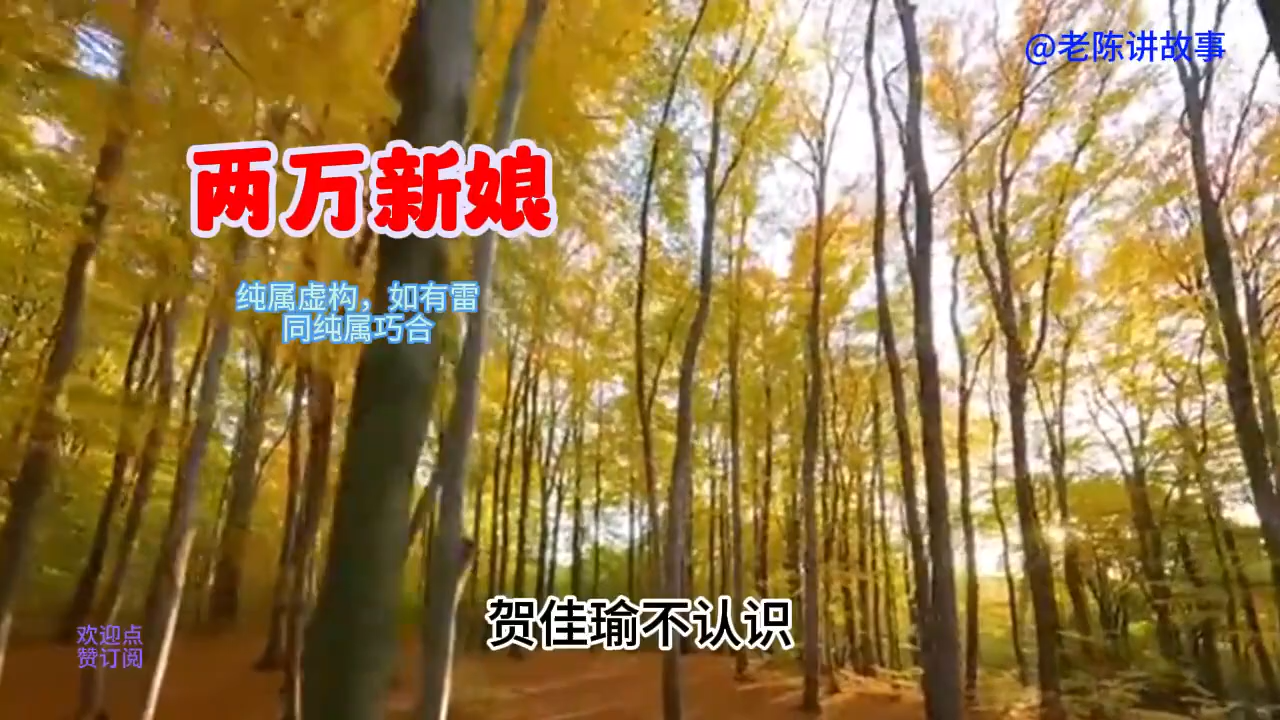 @老陈讲故事
两万新娘
纯属虚构，如有雷
同纯属巧合
贺佳瑜不认识
欢迎点
赞订阅